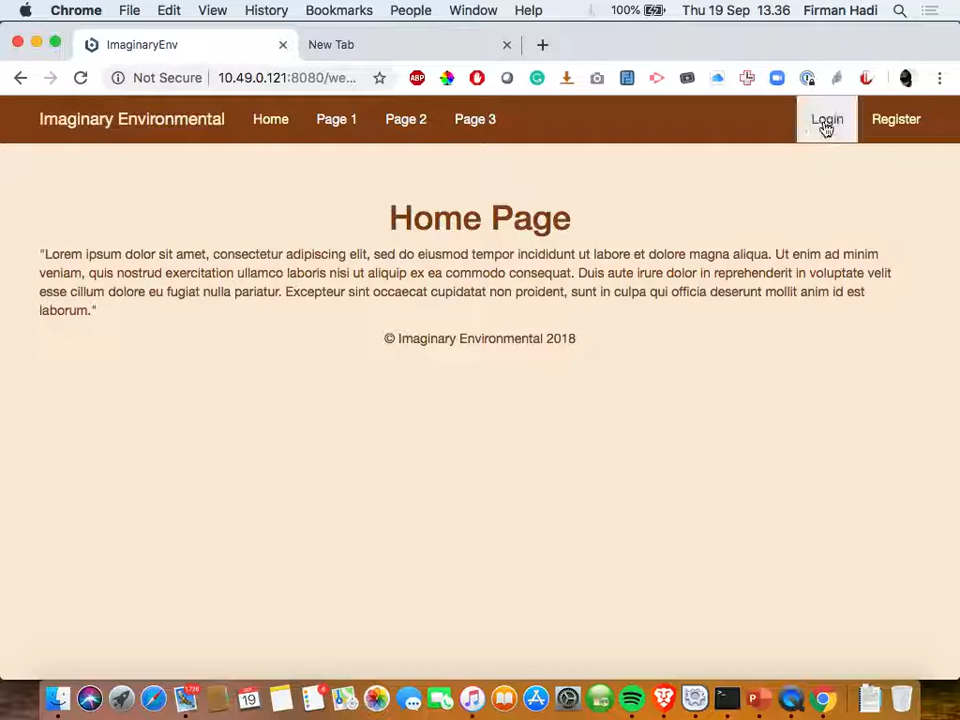 Chrome File Edit View History Bookmarks People Window Help 100% Thu 19 Sep 13.36 Firman Hadi
ImaginaryEnv New Tab
Not Secure 10.49.0.121:8080/we...
ABP
Imaginary Environmental Home Page 1 Page 2 Page 3 Login Register
Home Page
"Lorem ipsum dolor sit amet, consectetur adipiscing elit, sed do eiusmod tempor incididunt ut labore et dolore magna aliqua. Ut enim ad minim
veniam, quis nostrud exercitation ullamco laboris nisi ut aliquip ex ea commodo consequat. Duis aute irure dolor in reprehenderit in voluptate velit
esse cillum dolore eu fugiat nulla pariatur. Excepteur sint occaecat cupidatat non proident, sunt in culpa qui officia deserunt mollit anim id est
laborum."
© Imaginary Environmental 2018